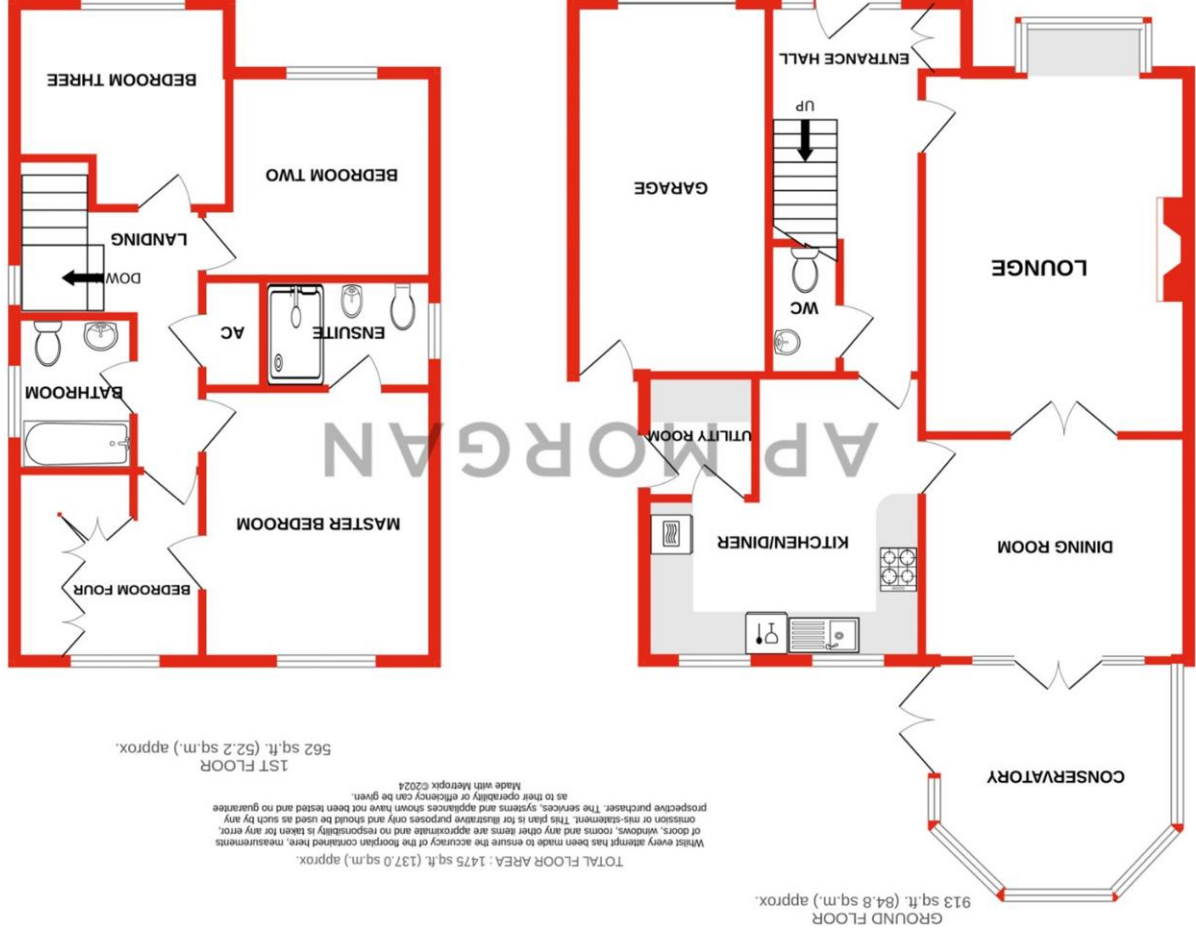 GROUND FLOOR
913 sq.ft. (84.8 sq.m.) approx.
TOTAL FLOOR AREA : 1475 sq.ft. (137.0 sq.m.) approx.
Whilst every attempt has been made to ensure the accuracy of the floorplan contained here, measurements
of doors, windows, rooms and any other items are approximate and no responsibility is taken for any error,
omission or mis-statement. This plan is for illustrative purposes only and should be used as such by any
prospective purchaser. The services, systems and appliances shown have not been tested and no guarantee
as to their operability or efficiency can be given.
Made with Metropix ©2024
1ST FLOOR
562 sq.ft. (52.2 sq.m.) approx.
CONSERVATORY
DINING ROOM
KITCHEN/DINER
UTILITY ROOM
LOUNGE
WC
GARAGE
UP
ENTRANCE HALL
BEDROOM FOUR
MASTER BEDROOM
BATHROOM
ENSUITE
AC
DOW
LANDING
BEDROOM TWO
BEDROOM THREE
AP MORGAN